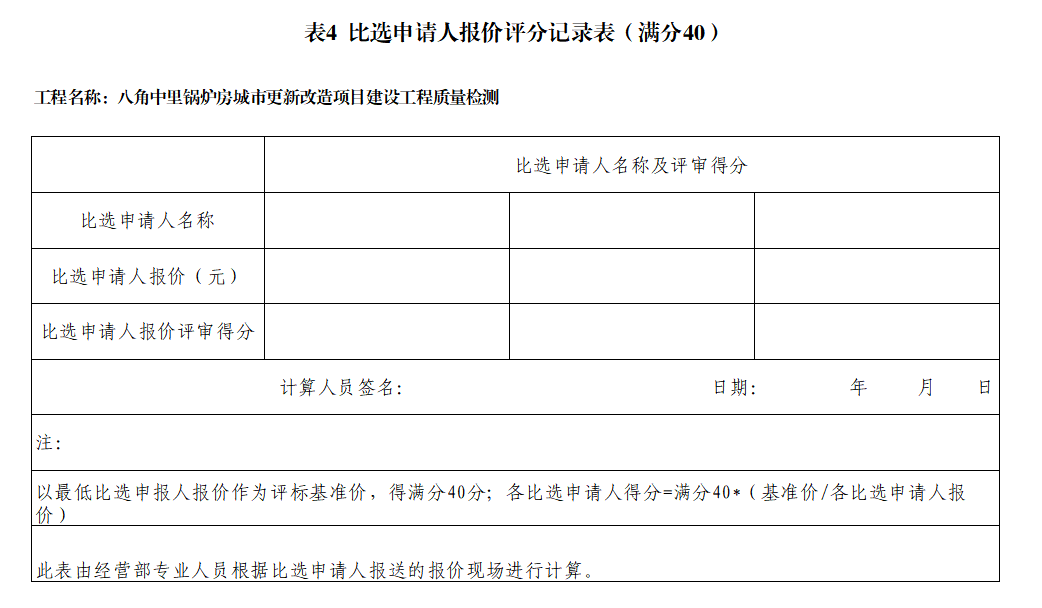 表4 比选申请人报价评分记录表（满分40）
工程名称：八角中里锅炉房城市更新改造项目建设工程质量检测
比选申请人名称及评审得分
比选申请人名称
比选申请人报价（元）
比选申请人报价评审得分
计算人员签名： 日期： 年 月 日
注：
以最低比选申报人报价作为评标基准价，得满分40分；各比选申请人得分=满分40*（基准价/各比选申请人报
价）
此表由经营部专业人员根据比选申请人报送的报价现场进行计算。